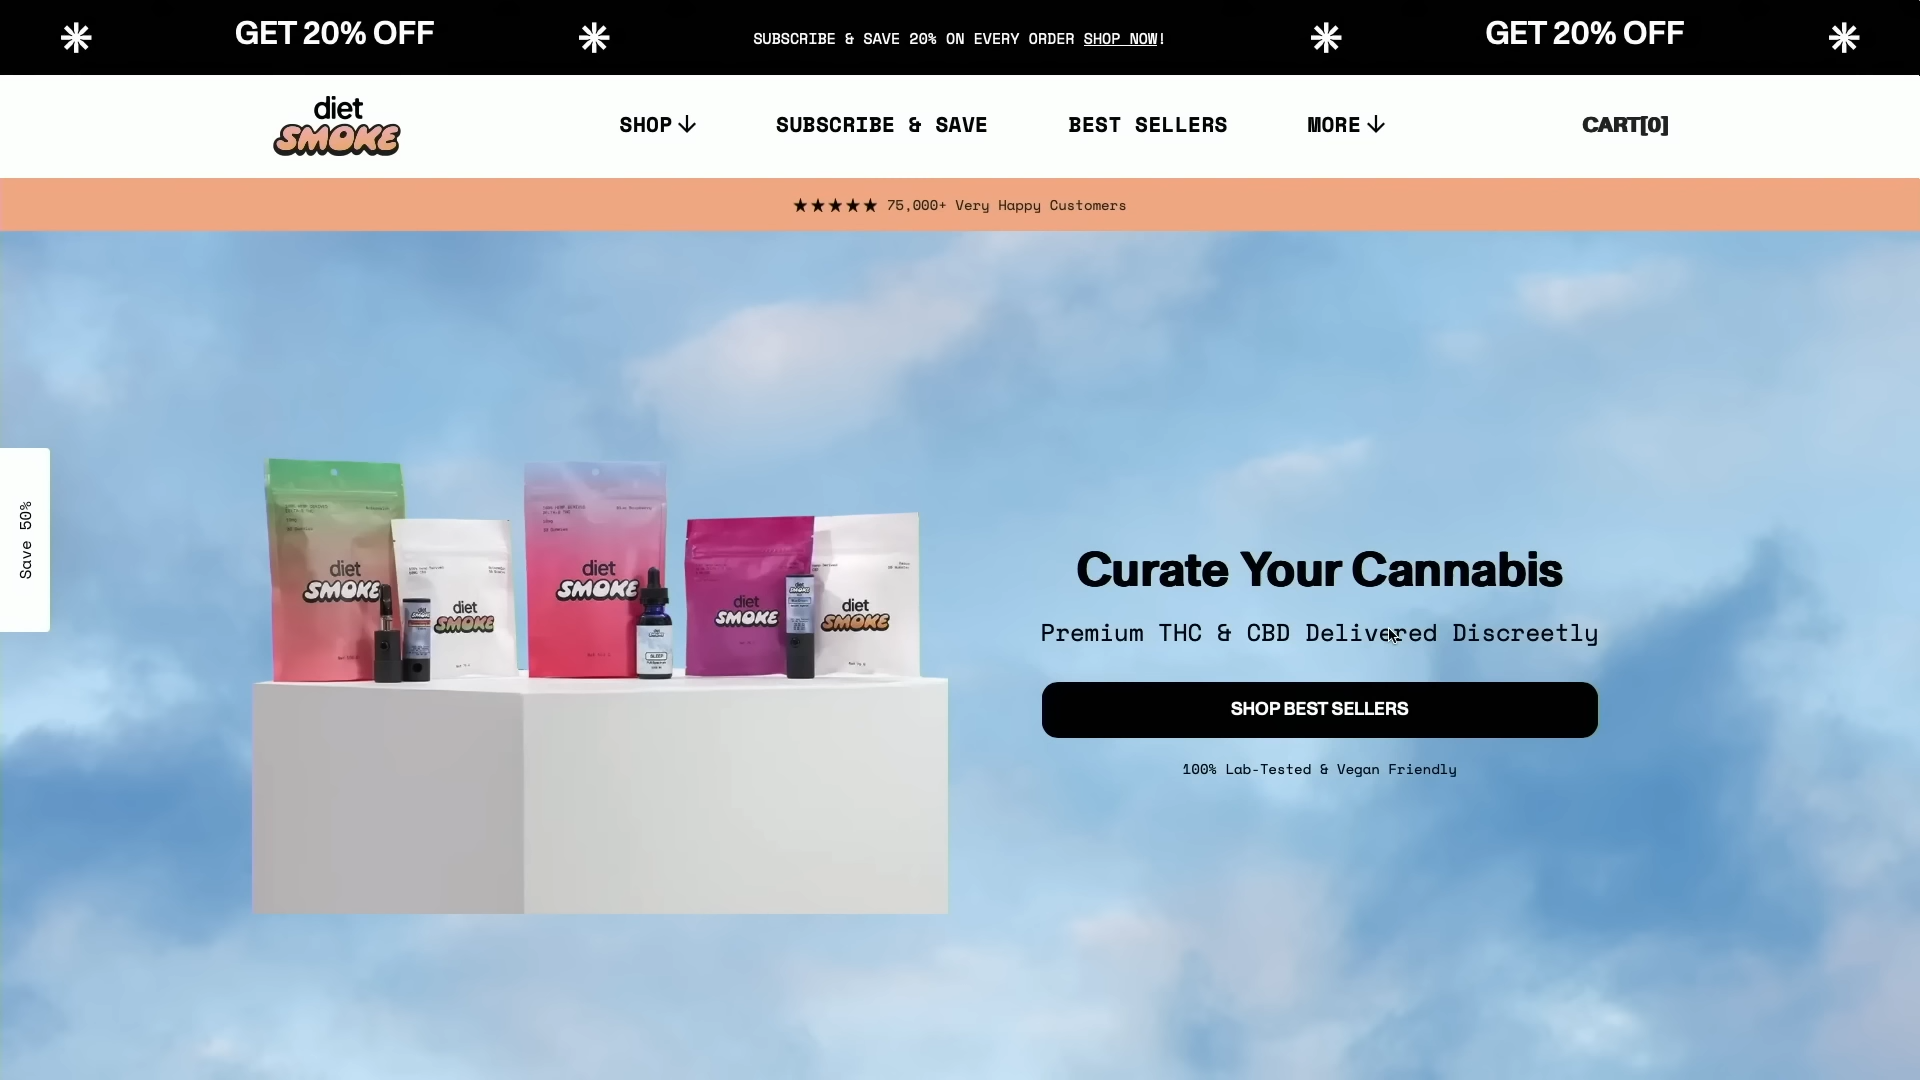 GET 20% OFF
SUBSCRIBE & SAVE 20% ON EVERY ORDER SHOP NOW!
GET 20% OFF
diet
SMOKE
SHOP
SUBSCRIBE & SAVE
BEST SELLERS
MORE
CART[0]
75,000+ Very Happy Customers
Save 50%
diet
SMOKE
diet
SMOKE
diet
SMOKE
SLEEP
diet
SMOKE
diet
SMOKE
Curate Your Cannabis
Premium THC & CBD Delivered Discreetly
SHOP BEST SELLERS
100% Lab-Tested & Vegan Friendly